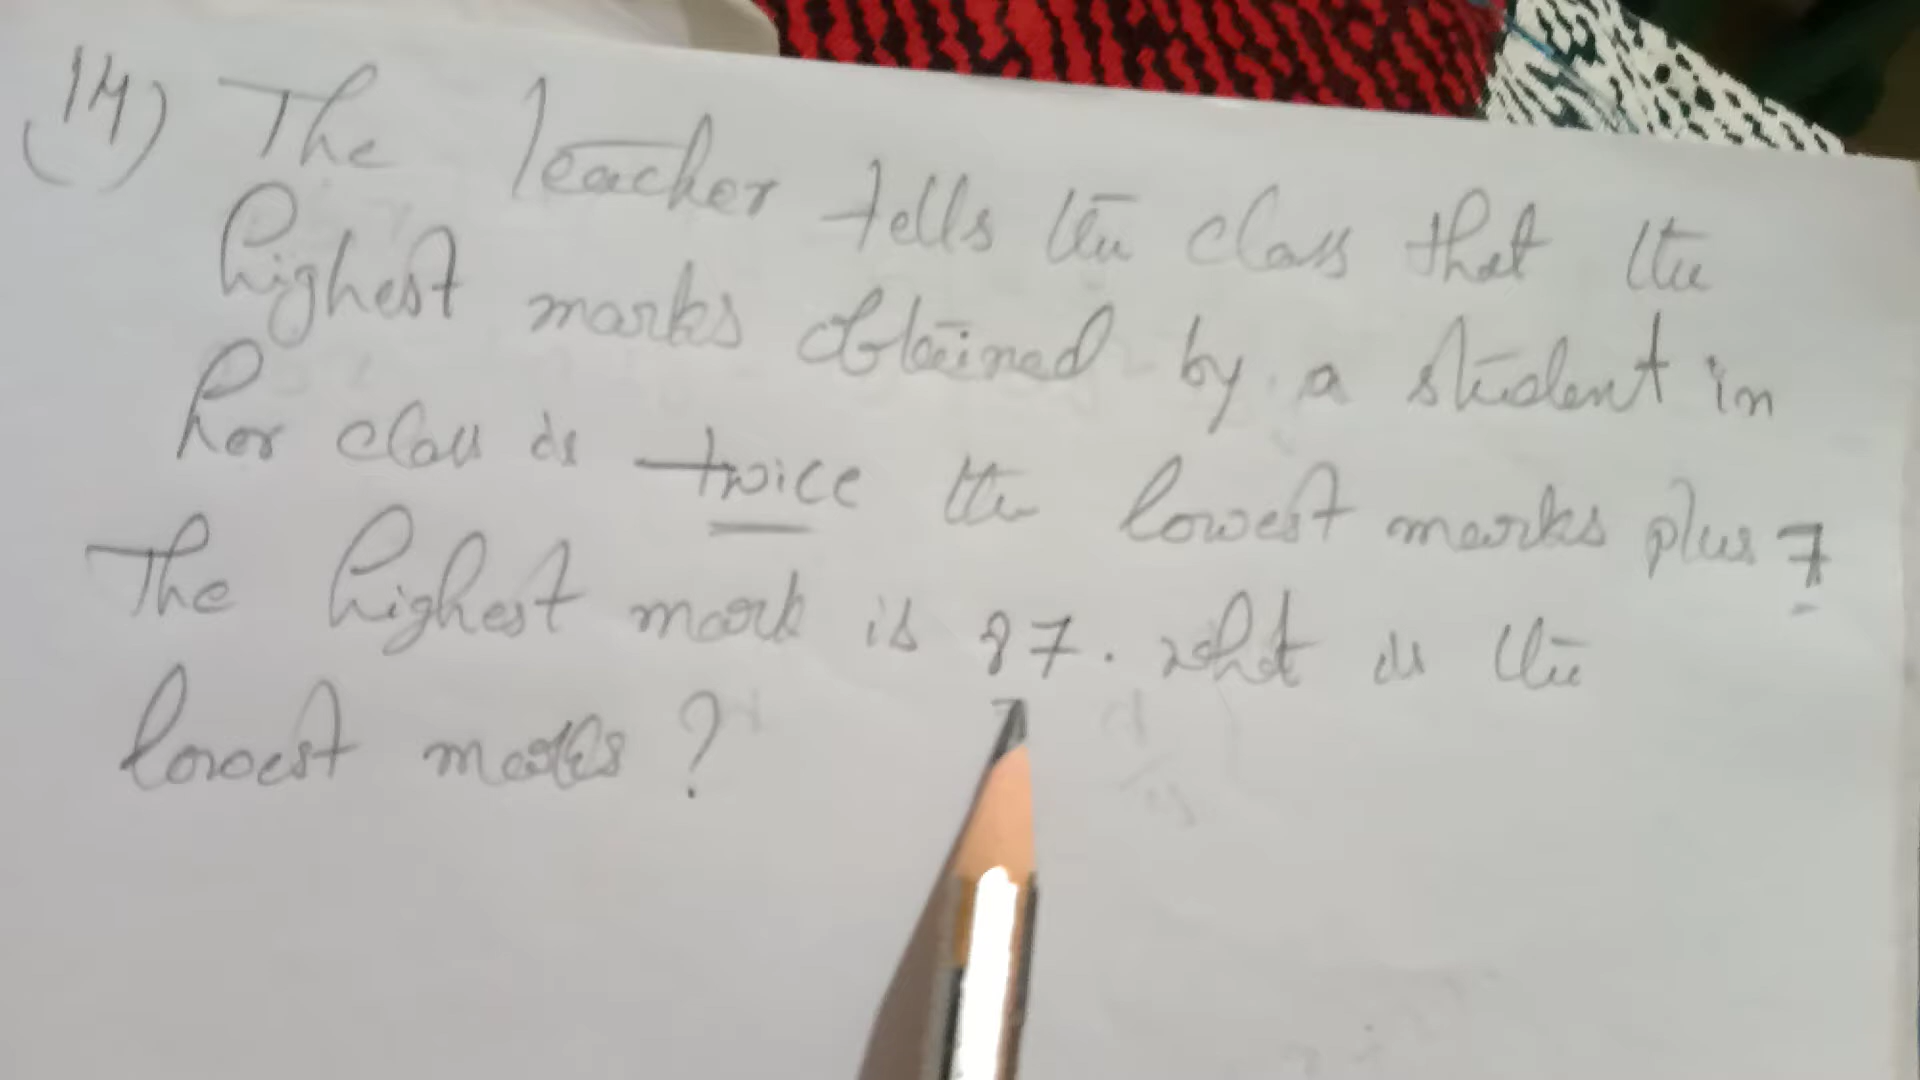 14) The Teacher tells the class that the
highest marks obtained by a student in
her class is twice the lowest marks plus 7
The highest mark is 87. what is the
lowest marks ?